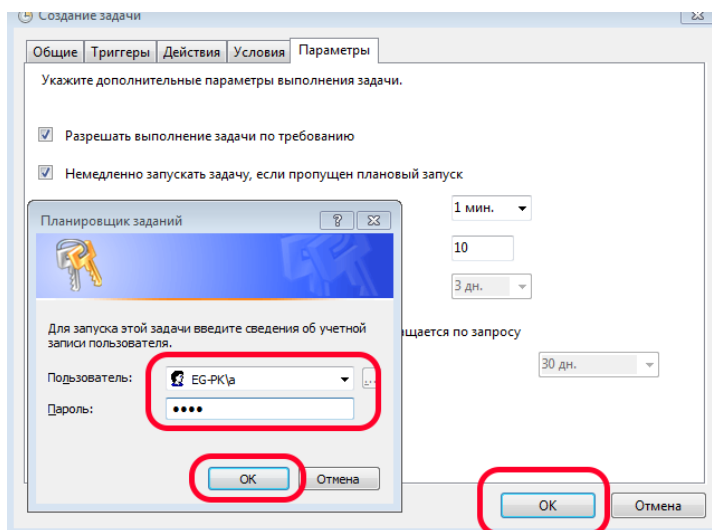 Создание задачи
Общие Триггеры Действия Условия Параметры
Укажите дополнительные параметры выполнения задачи.
Разрешать выполнение задачи по требованию
Немедленно запускать задачу, если пропущен плановый запуск
1 мин.
Планировщик заданий
10
3 дн.
Для запуска этой задачи введите сведения об учетной
записи пользователя.
ащается по запросу
30 дн.
Пользователь: EG-PK\a ...
Пароль: ••••
OK Отмена
OK Отмена